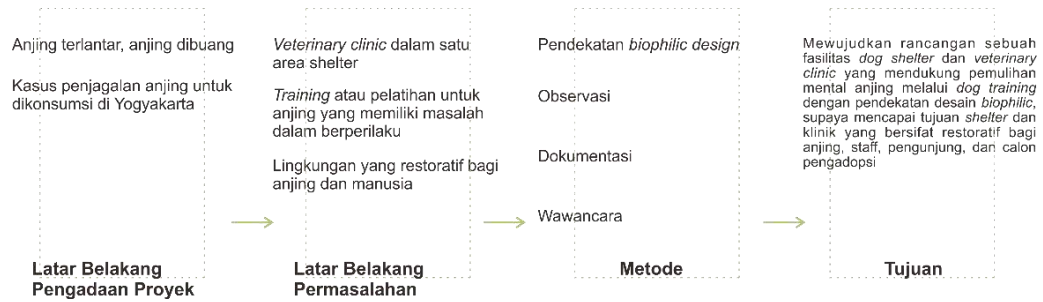 Anjing terlantar, anjing dibuang
Kasus penjagalan anjing untuk
dikonsumsi di Yogyakarta
Latar Belakang
Pengadaan Proyek
Veterinary clinic dalam satu
area shelter
Training atau pelatihan untuk
anjing yang memiliki masalah
dalam berperilaku
Lingkungan yang restoratif bagi
anjing dan manusia
Latar Belakang
Permasalahan
Pendekatan biophilic design
Observasi
Dokumentasi
Wawancara
Metode
Mewujudkan rancangan sebuah
fasilitas dog shelter dan veterinary
clinic yang mendukung pemulihan
mental anjing melalui dog training
dengan pendekatan desain biophilic,
supaya mencapai tujuan shelter dan
klinik yang bersifat restoratif bagi
anjing, staff, pengunjung, dan calon
pengadopsi
Tujuan